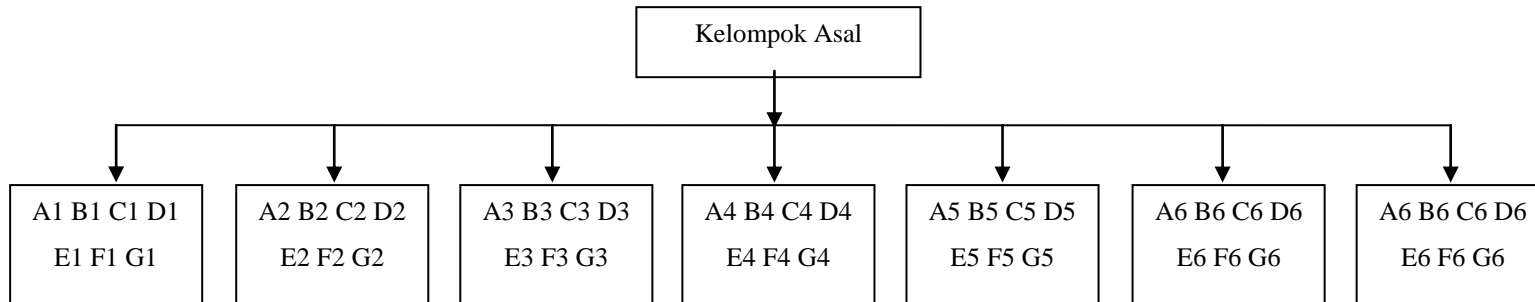 Kelompok Asal
A1 B1 C1 D1
E1 F1 G1
A2 B2 C2 D2
E2 F2 G2
A3 B3 C3 D3
E3 F3 G3
A4 B4 C4 D4
E4 F4 G4
A5 B5 C5 D5
E5 F5 G5
A6 B6 C6 D6
E6 F6 G6
A6 B6 C6 D6
E6 F6 G6